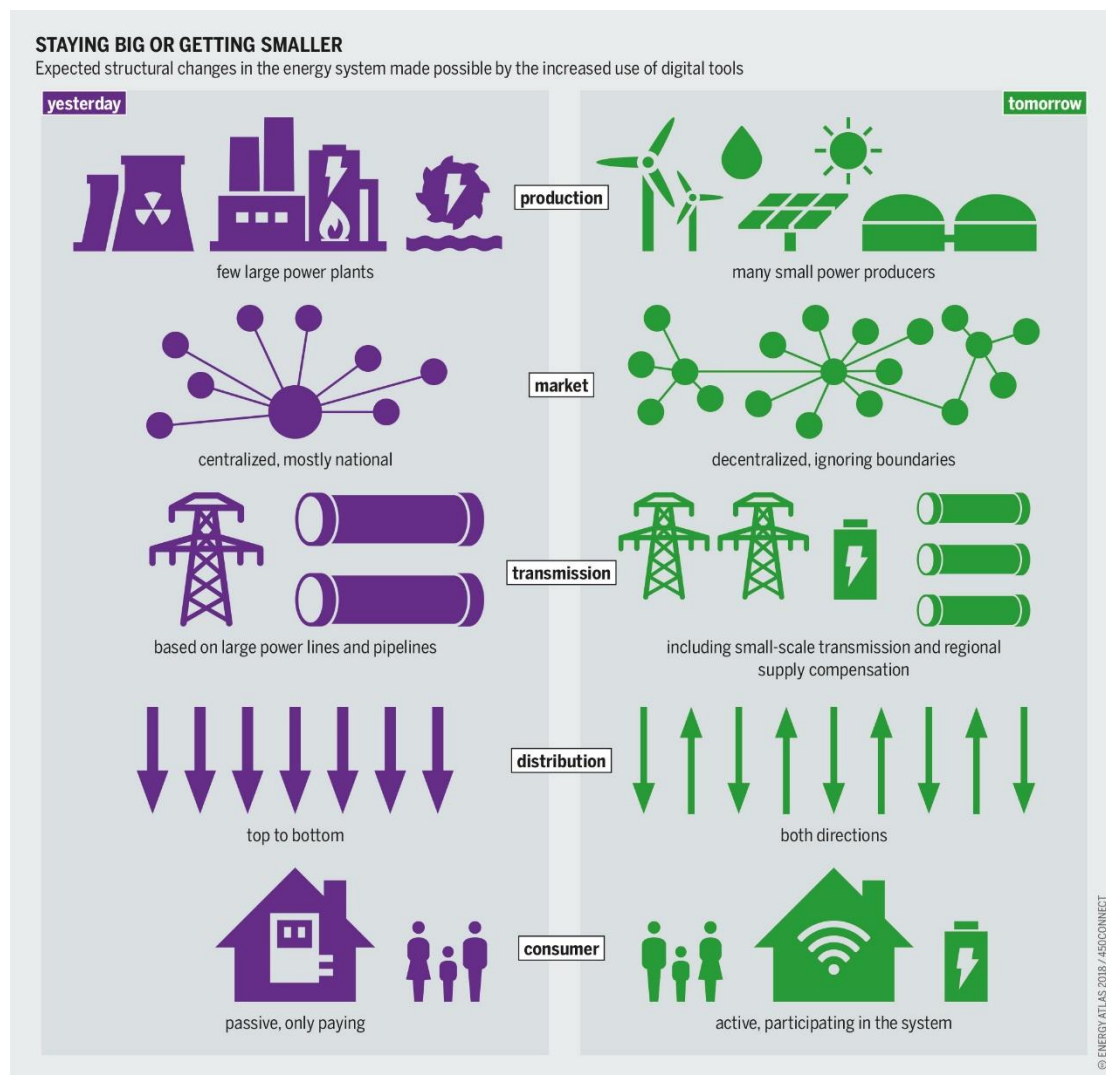 STAYING BIG OR GETTING SMALLER
Expected structural changes in the energy system made possible by the increased use of digital tools
yesterday
tomorrow
production
few large power plants
many small power producers
market
centralized, mostly national
decentralized, ignoring boundaries
transmission
based on large power lines and pipelines
including small-scale transmission and regional
supply compensation
distribution
top to bottom
both directions
consumer
passive, only paying
active, participating in the system
ENERGY ATLAS 2018 / 450CONNECT